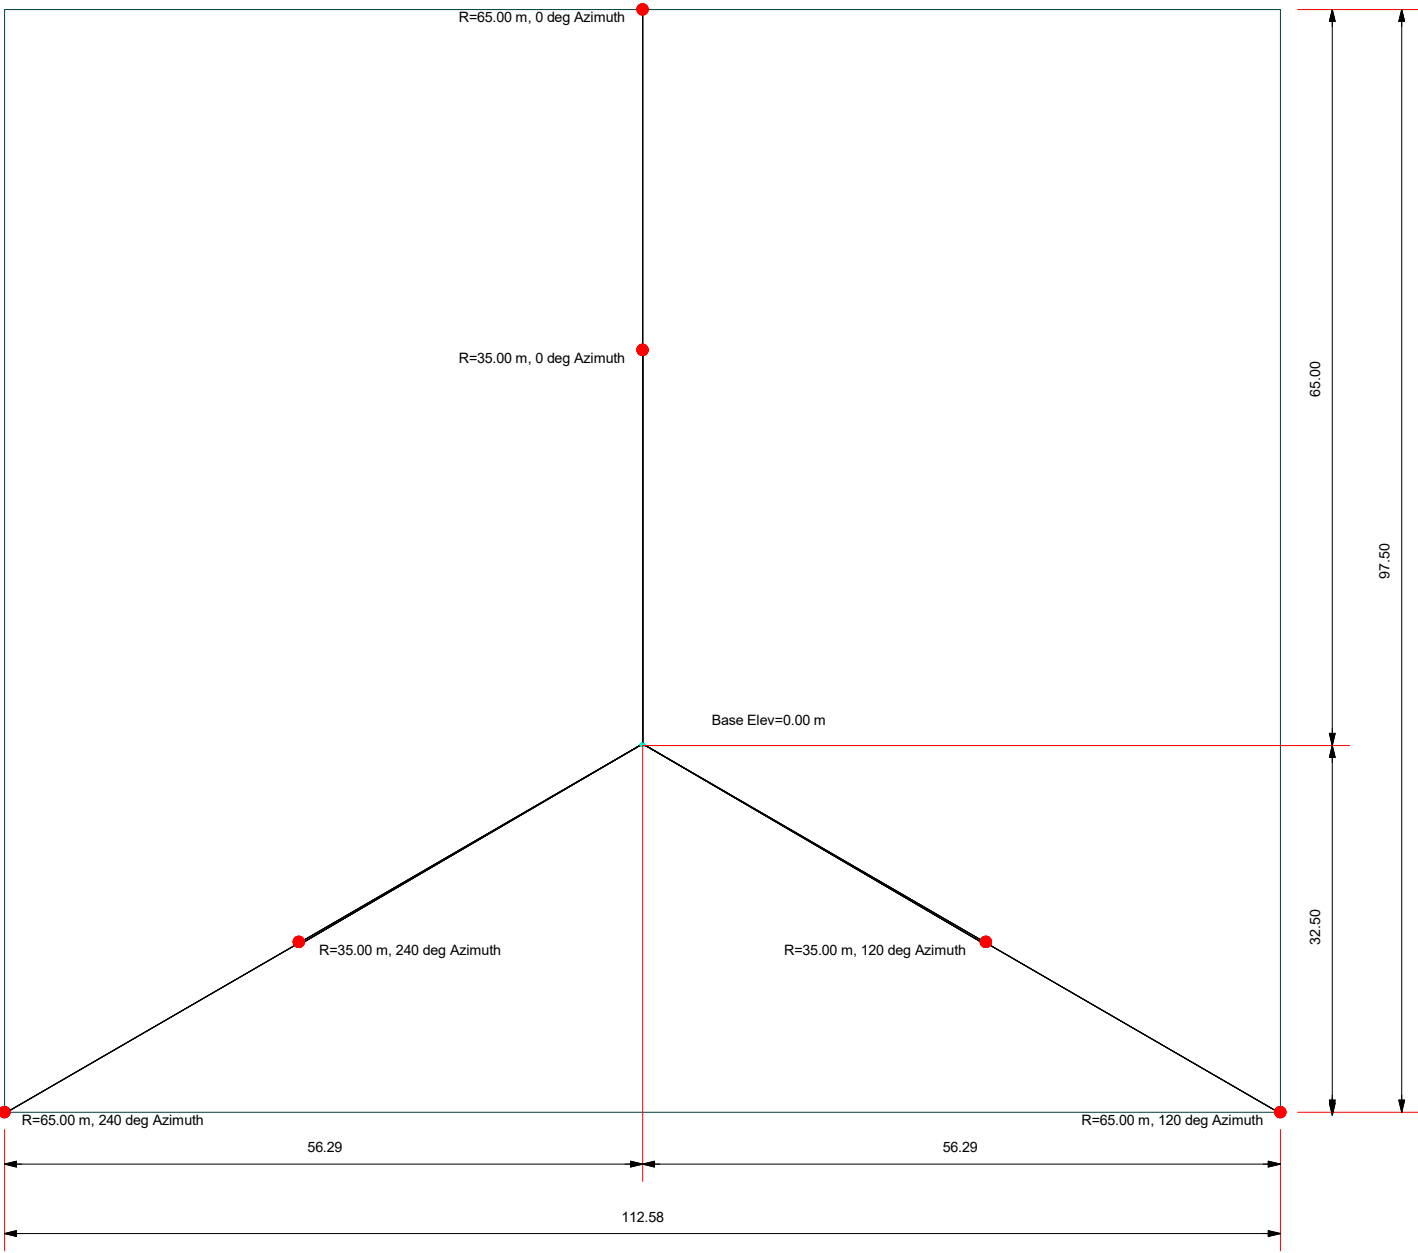 R=65.00 m, 0 deg Azimuth
R=35.00 m, 0 deg Azimuth
65.00
97.50
Base Elev=0.00 m
32.50
R=35.00 m, 240 deg Azimuth
R=35.00 m, 120 deg Azimuth
R=65.00 m, 240 deg Azimuth
R=65.00 m, 120 deg Azimuth
56.29
56.29
112.58